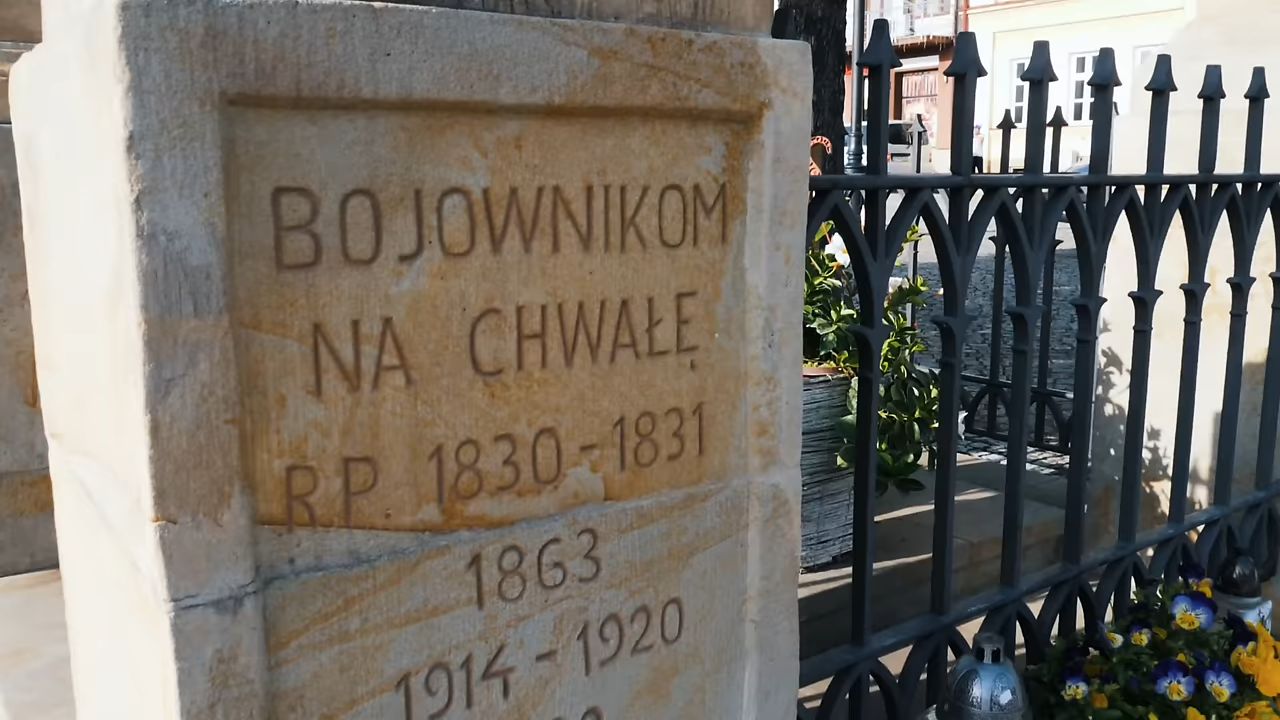 BOJOWNIKOM
NA CHWAŁĘ
R.P. 1830-1831
1863
1914-1920